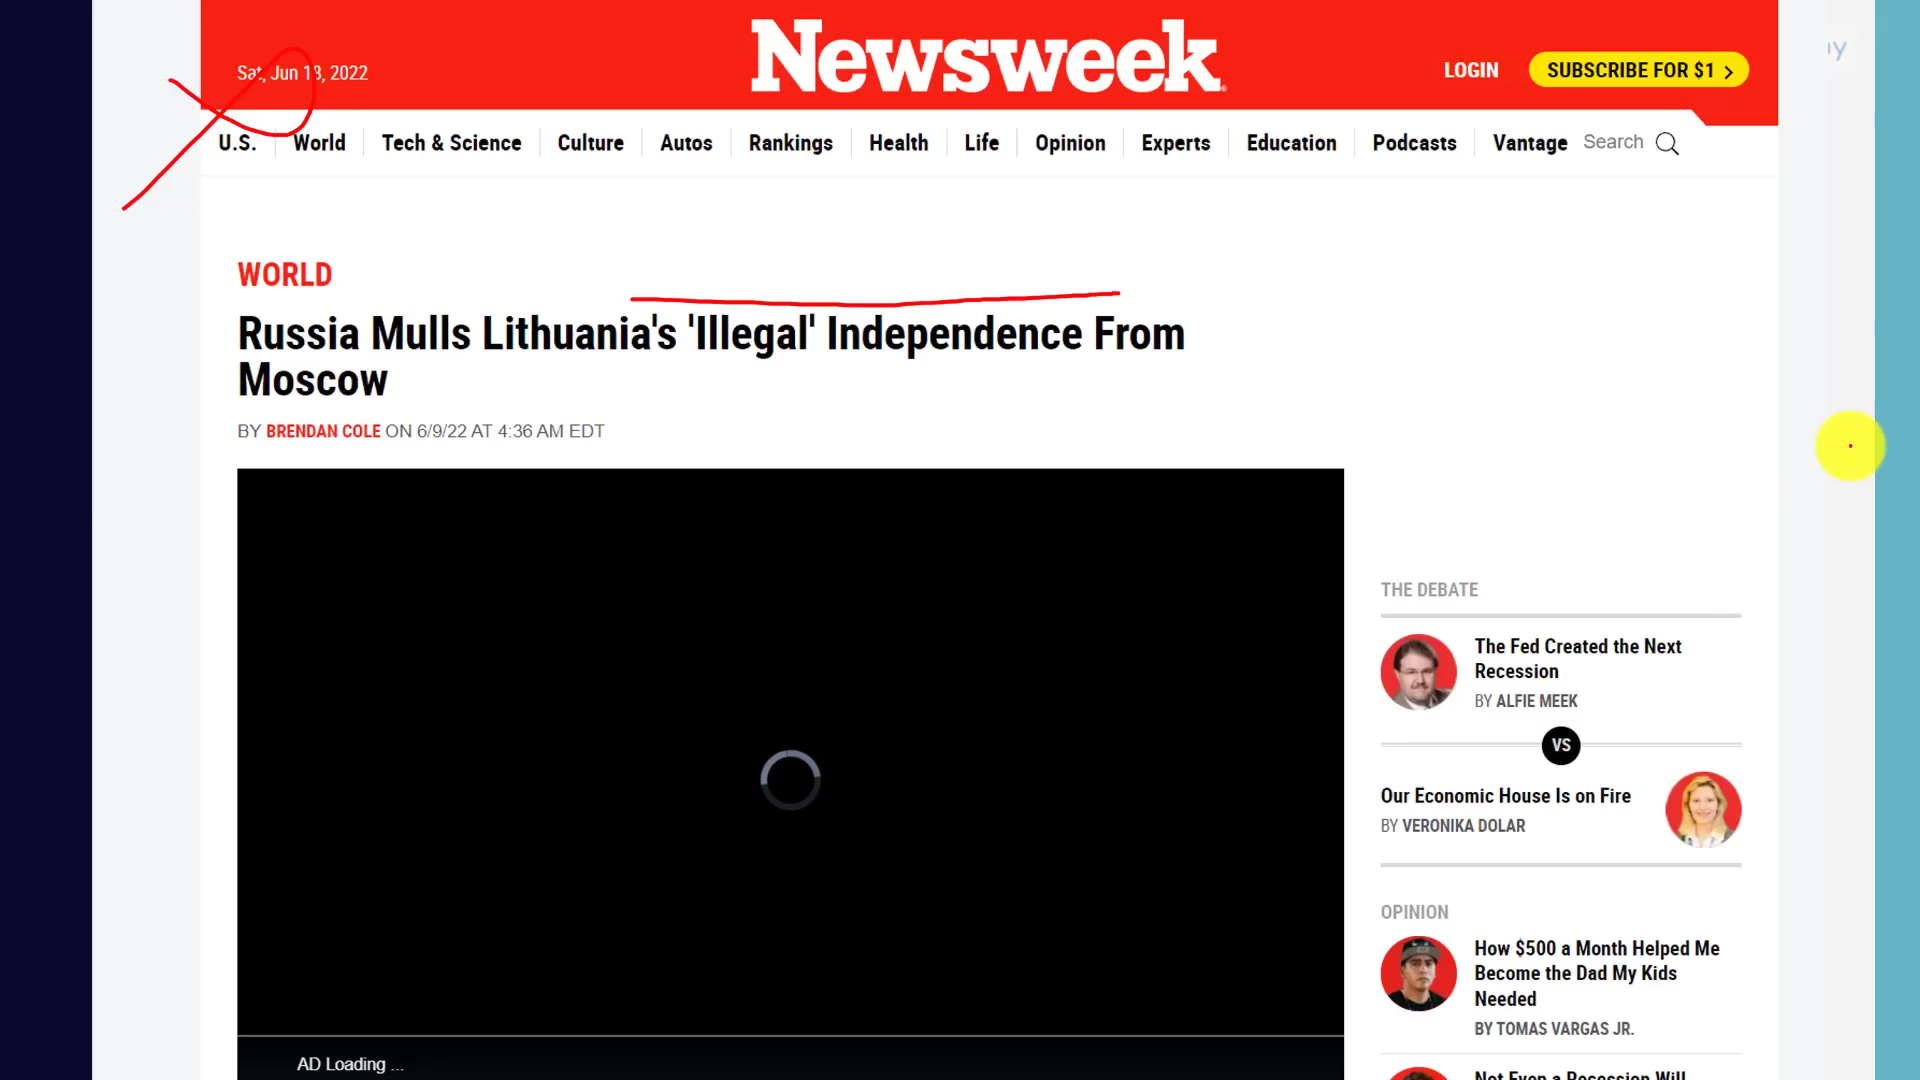 Sat, Jun 18, 2022
Newsweek
LOGIN
SUBSCRIBE FOR $1 >
U.S.
World
Tech & Science
Culture
Autos
Rankings
Health
Life
Opinion
Experts
Education
Podcasts
Vantage
Search
WORLD
Russia Mulls Lithuania's 'Illegal' Independence From
Moscow
BY BRENDAN COLE ON 6/9/22 AT 4:36 AM EDT
AD Loading ...
THE DEBATE
The Fed Created the Next
Recession
BY ALFIE MEEK
VS
Our Economic House Is on Fire
BY VERONIKA DOLAR
OPINION
How $500 a Month Helped Me
Become the Dad My Kids
Needed
BY TOMAS VARGAS JR.
Not Even a Recession Will